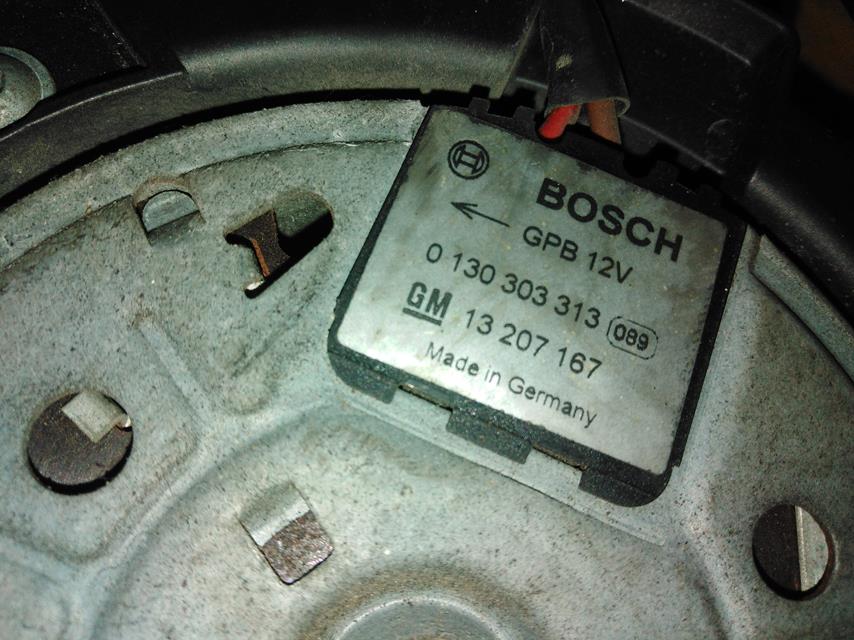 BOSCH
GPB 12V
0 130 303 313 089
GM 13 207 167
Made in Germany